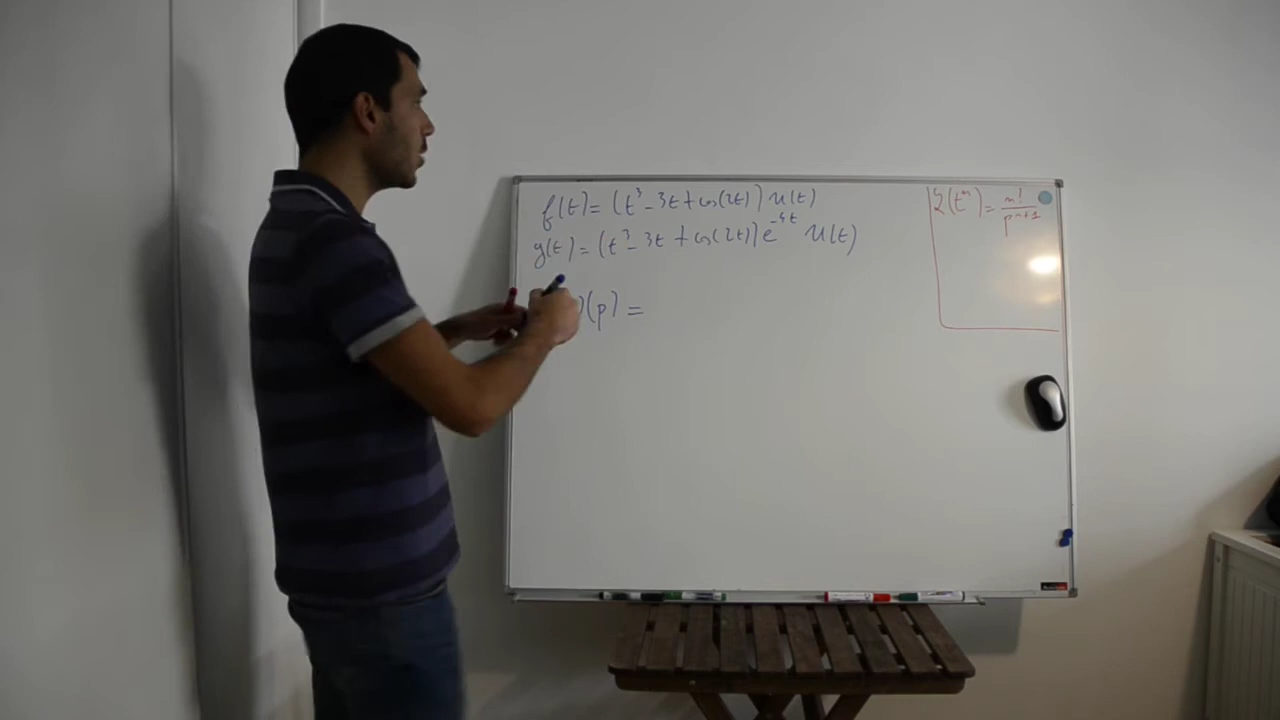 f(t) = (t³ - 3t + cos(2t)) u(t)
g(t) = (t³ - 3t + cos(2t)) e^{-4t} u(t)
)(p) =
ℒ(tⁿ) = n!/pⁿ⁺¹